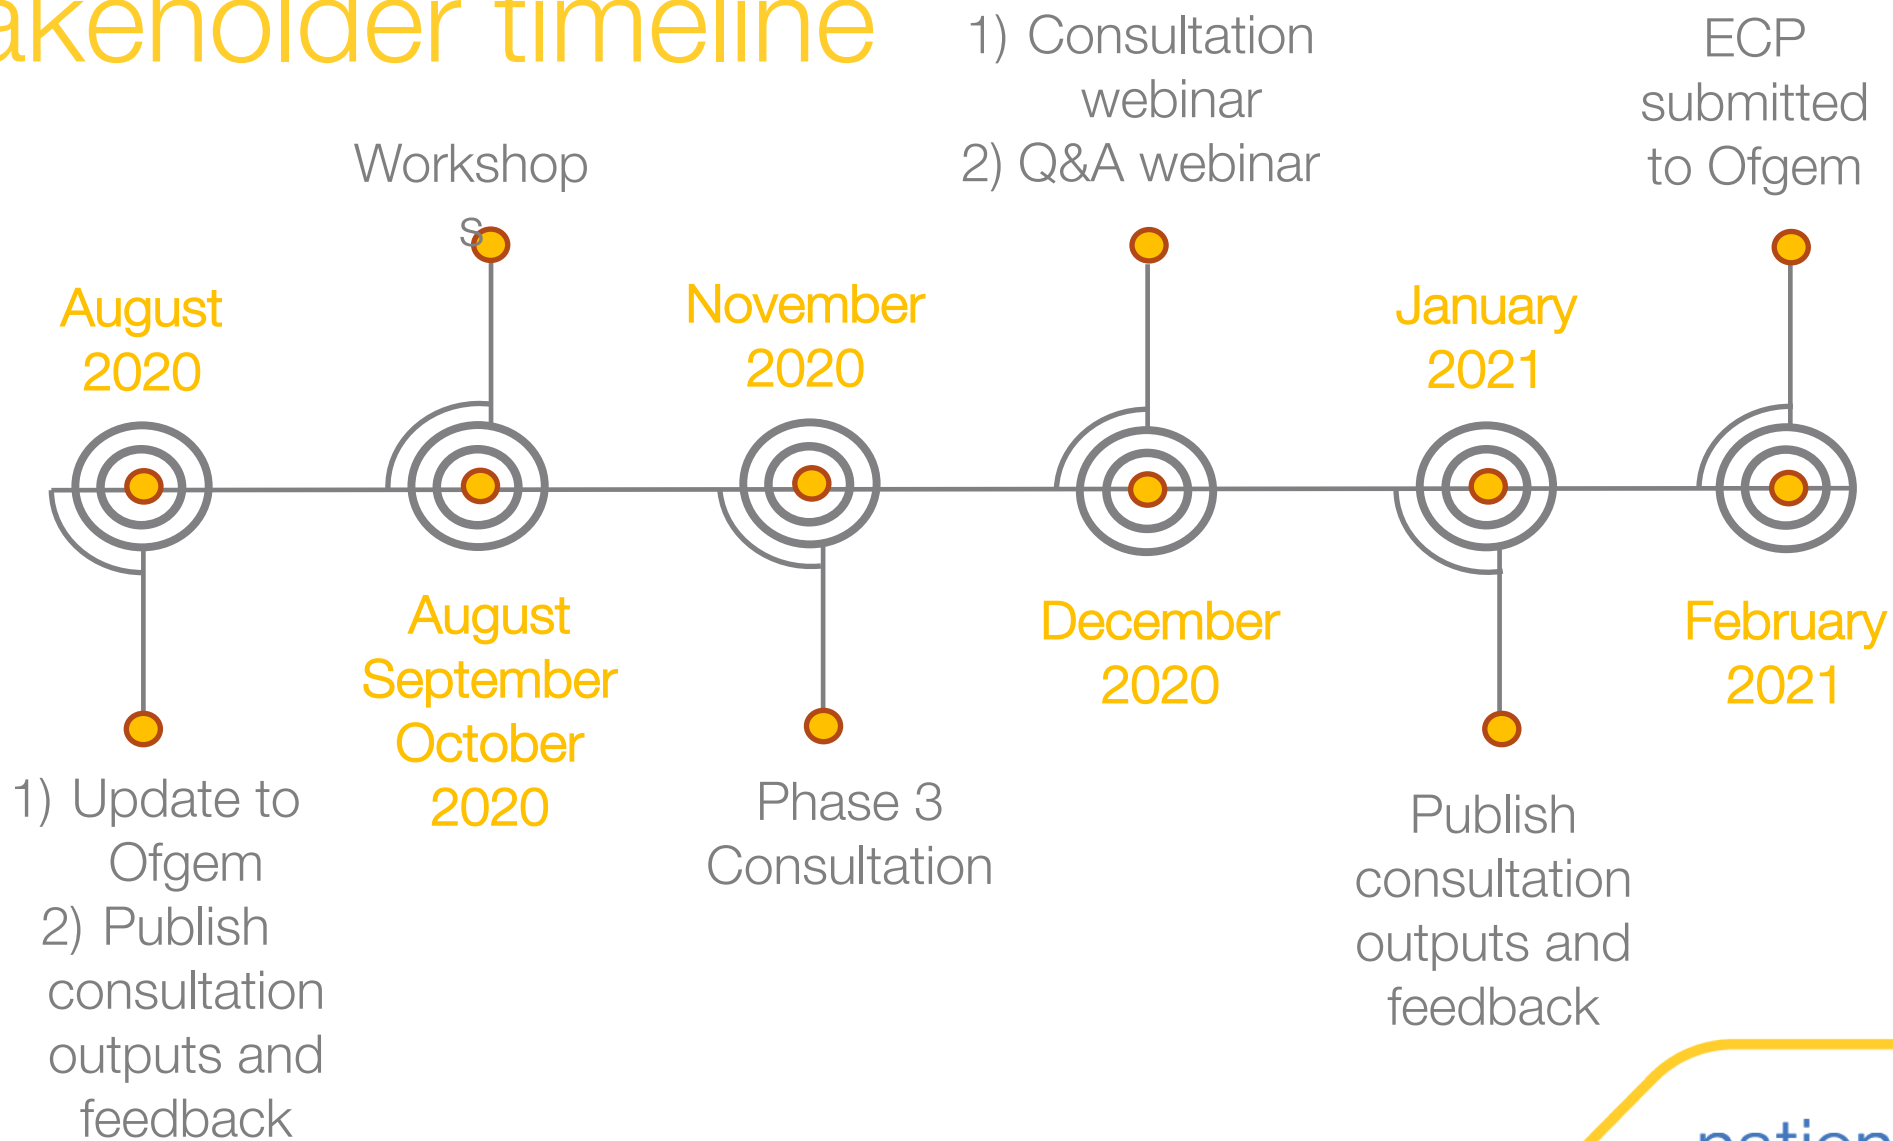 akeholder timeline
1) Consultation
webinar
2) Q&A webinar
ECP
submitted
to Ofgem
Workshop
s
August
2020
November
2020
January
2021
August
September
October
2020
December
2020
February
2021
1) Update to
Ofgem
2) Publish
consultation
outputs and
feedback
Phase 3
Consultation
Publish
consultation
outputs and
feedback
nation